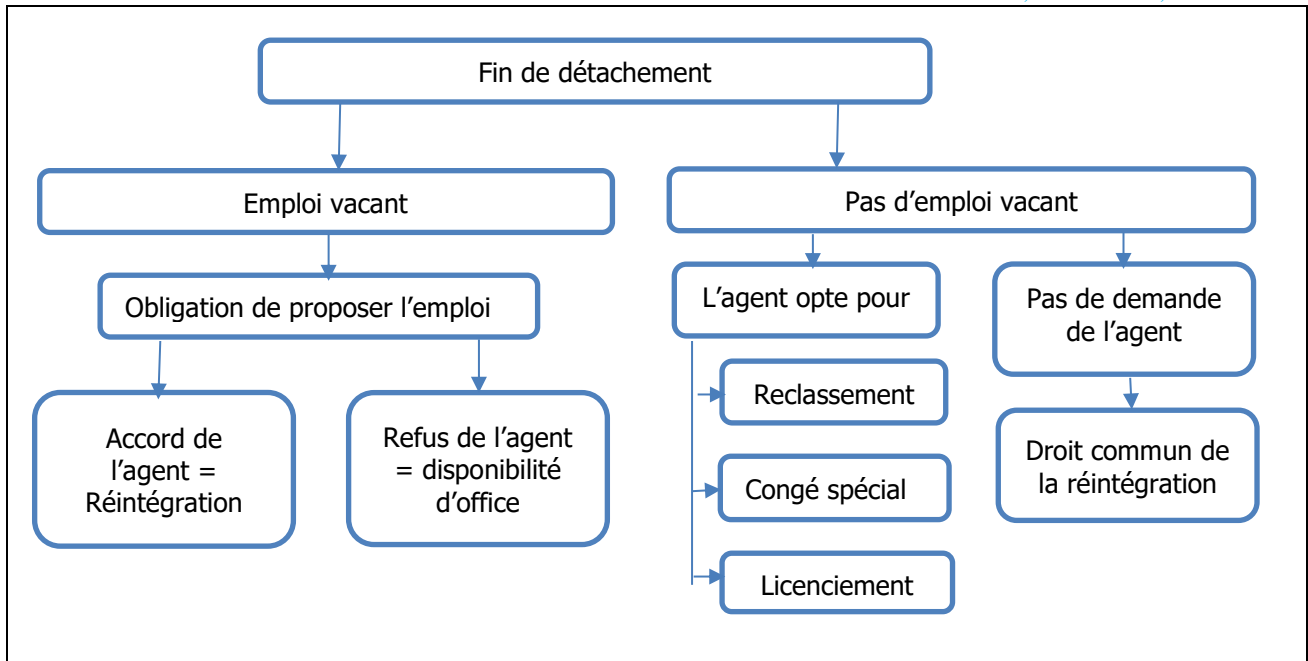 Fin de détachement
Emploi vacant
Pas d’emploi vacant
Obligation de proposer l’emploi
L’agent opte pour
Pas de demande
de l’agent
Accord de
l’agent =
Réintégration
Refus de l’agent
= disponibilité
d’office
Reclassement
Congé spécial
Licenciement
Droit commun de
la réintégration